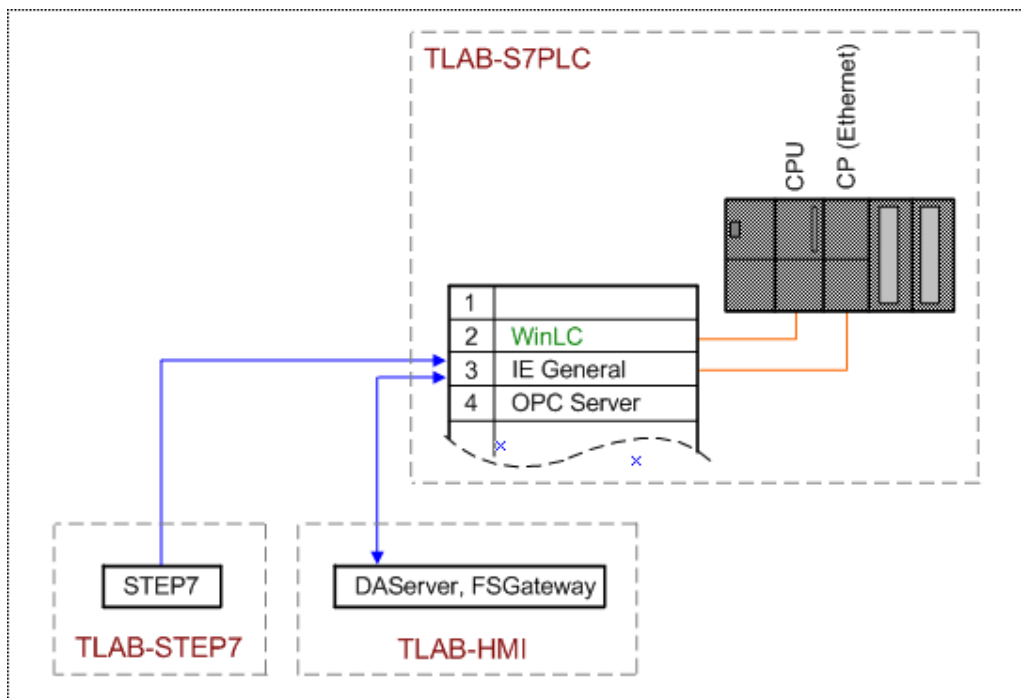 TLAB-S7PLC
CPU
CP (Ethernet)
1
2 WinLC
3 IE General
4 OPC Server
STEP7
TLAB-STEP7
DAServer, FSGateway
TLAB-HMI